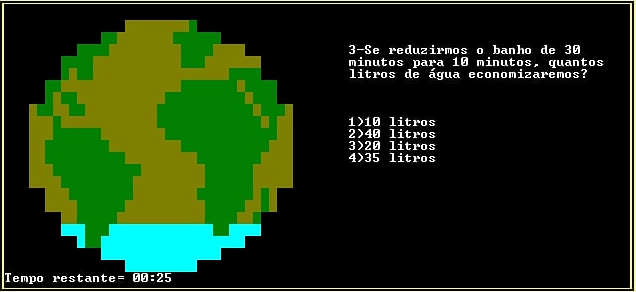 3-Se reduzirmos o banho de 30
minutos para 10 minutos, quantos
litros de água economizaremos?
1)10 litros
2)40 litros
3)20 litros
4)35 litros
Tempo restante= 00:25